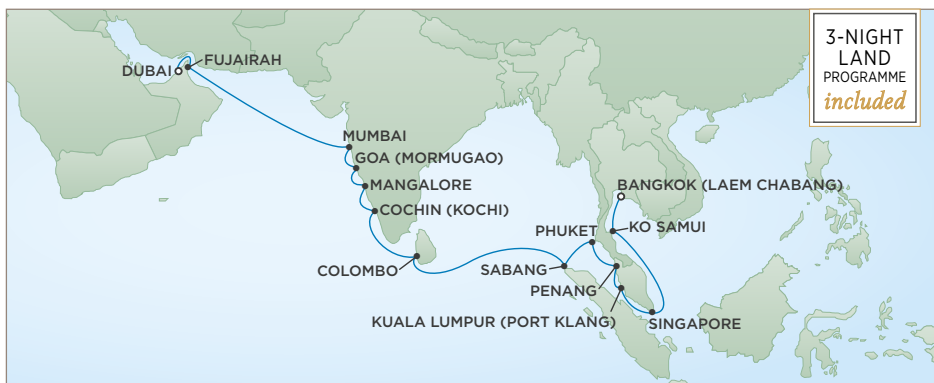 3-NIGHT
LAND
PROGRAMME
included
FUJAIRAH
DUBAI
MUMBAI
GOA (MORMUGAO)
MANGALORE
BANGKOK (LAEM CHABANG)
COCHIN (KOCHI)
KO SAMUI
PHUKET
COLOMBO
SABANG
PENANG
KUALA LUMPUR (PORT KLANG)
SINGAPORE